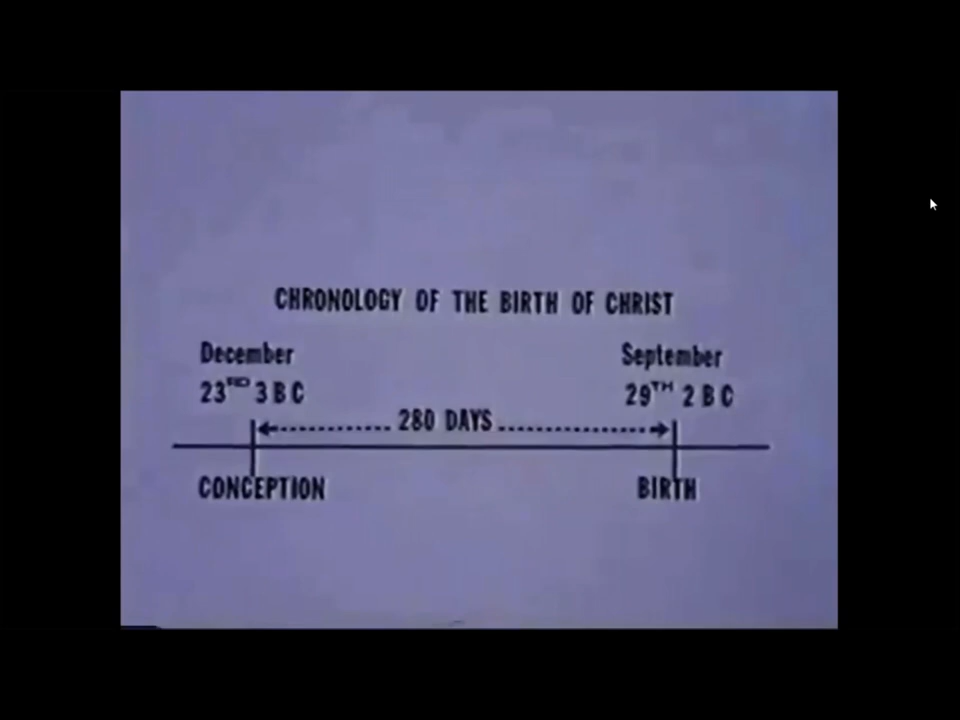 CHRONOLOGY OF THE BIRTH OF CHRIST
December
23RD 3 B C
September
29TH 2 B C
280 DAYS
CONCEPTION
BIRTH